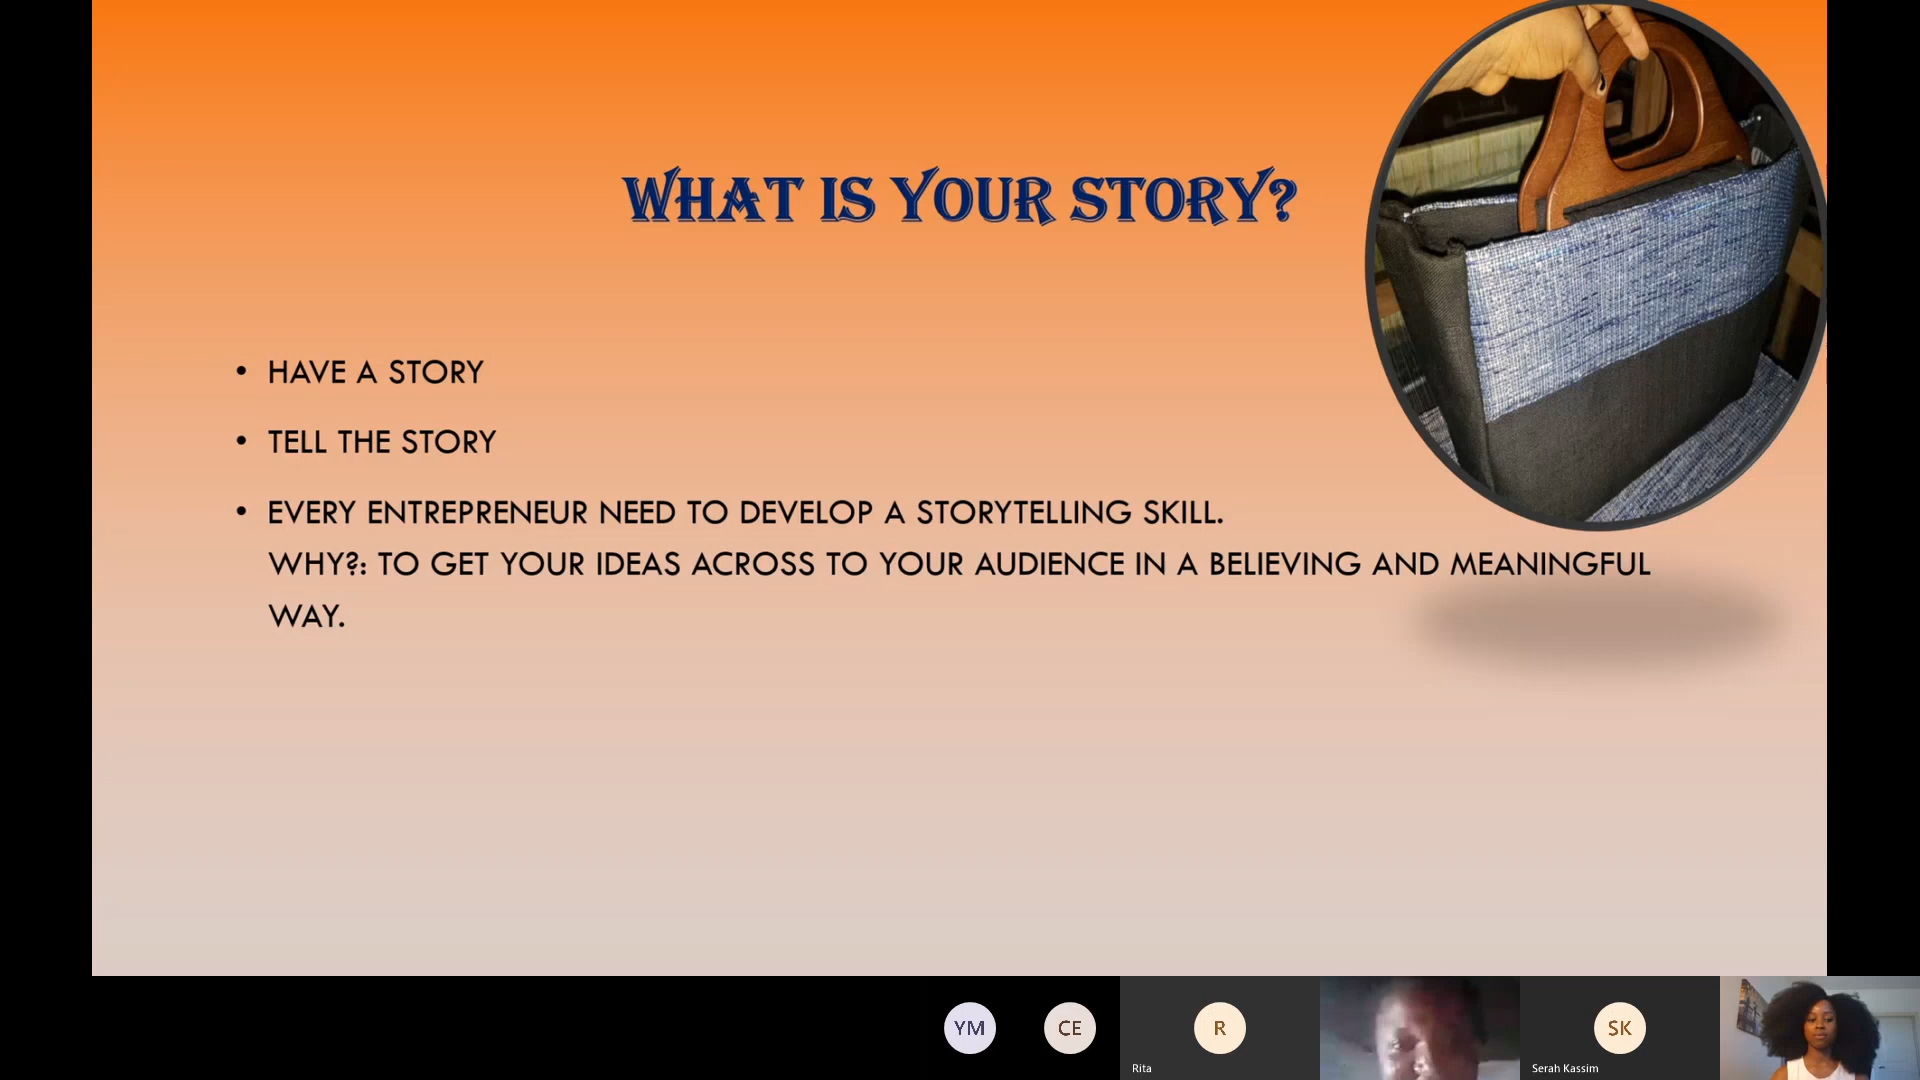 WHAT IS YOUR STORY?
• HAVE A STORY
• TELL THE STORY
• EVERY ENTREPRENEUR NEED TO DEVELOP A STORYTELLING SKILL.
WHY?: TO GET YOUR IDEAS ACROSS TO YOUR AUDIENCE IN A BELIEVING AND MEANINGFUL
WAY.
YM
CE
R
SK
Rita
Serah Kassim